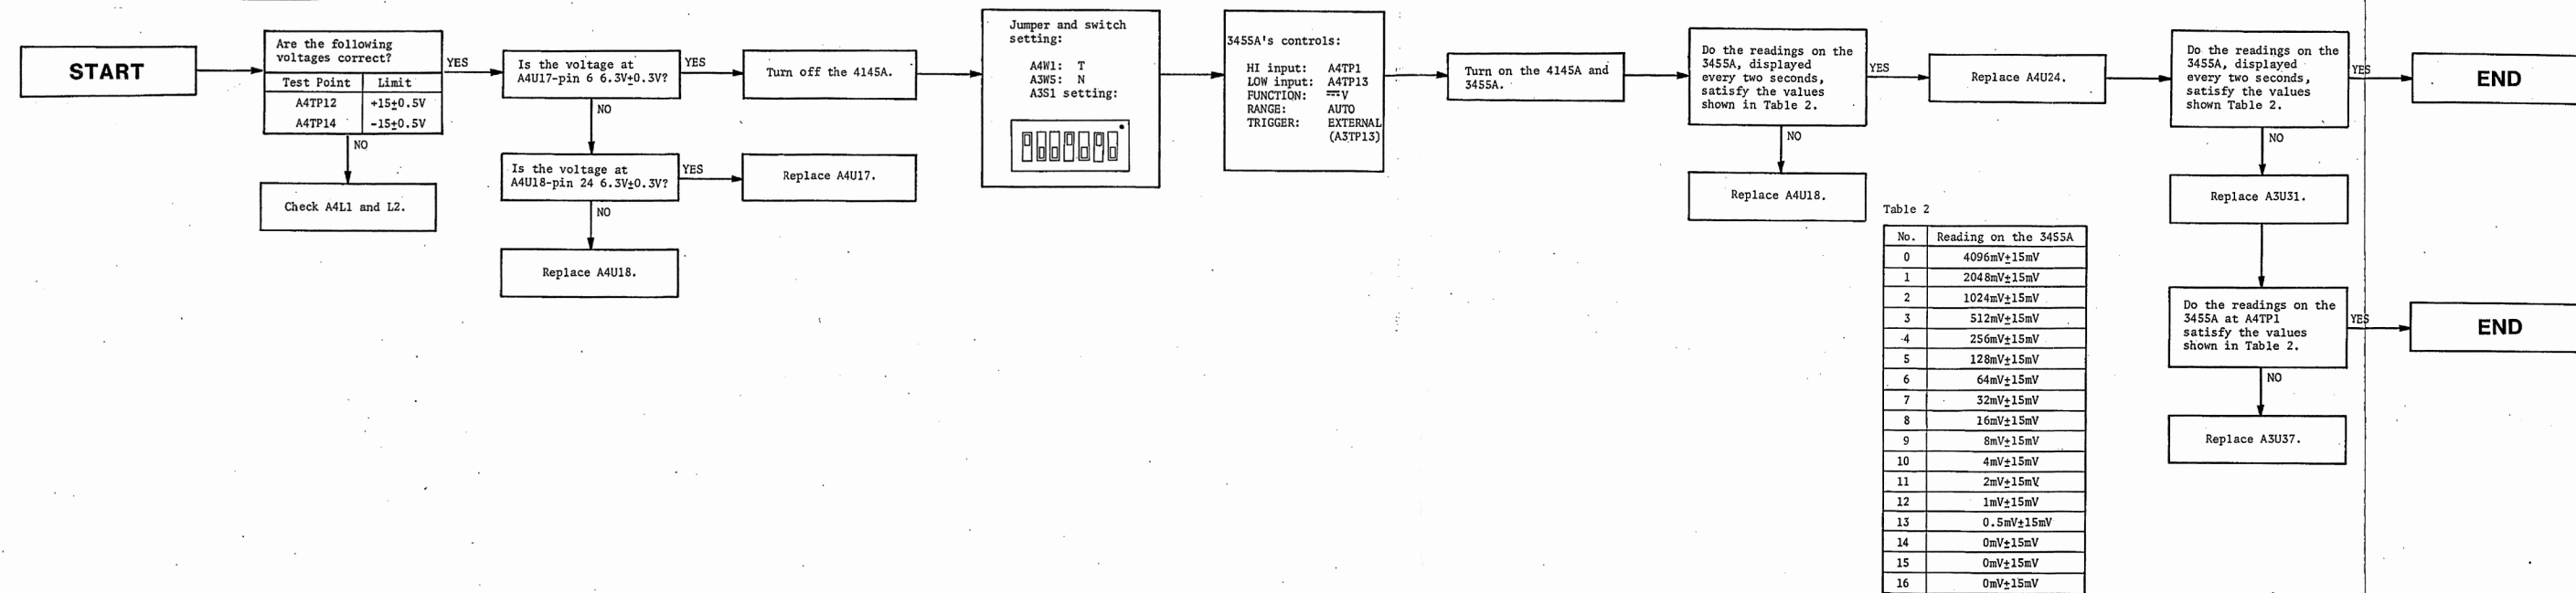 START
Are the following
voltages correct?
Test Point Limit
A4TP12 +15±0.5V
A4TP14 -15±0.5V
YES
NO
Check A4L1 and L2.
Is the voltage at
A4U17-pin 6 6.3V±0.3V?
YES
NO
Is the voltage at
A4U18-pin 24 6.3V±0.3V?
YES
Replace A4U17.
NO
Replace A4U18.
Turn off the 4145A.
Jumper and switch
setting:
A4W1: T
A3W5: N
A3S1 setting:
3455A's controls:
HI input: A4TP1
LOW input: A4TP13
FUNCTION: ⎓V
RANGE: AUTO
TRIGGER: EXTERNAL
(A3TP13)
Turn on the 4145A and
3455A.
Do the readings on the
3455A, displayed
every two seconds,
satisfy the values
shown in Table 2.
YES
NO
Replace A4U18.
Replace A4U24.
Do the readings on the
3455A, displayed
every two seconds,
satisfy the values
shown Table 2.
YES
END
NO
Replace A3U31.
Do the readings on the
3455A at A4TP1
satisfy the values
shown in Table 2.
YES
END
NO
Replace A3U37.
Table 2
No. Reading on the 3455A
0 4096mV±15mV
1 2048mV±15mV
2 1024mV±15mV
3 512mV±15mV
4 256mV±15mV
5 128mV±15mV
6 64mV±15mV
7 32mV±15mV
8 16mV±15mV
9 8mV±15mV
10 4mV±15mV
11 2mV±15mV
12 1mV±15mV
13 0.5mV±15mV
14 0mV±15mV
15 0mV±15mV
16 0mV±15mV